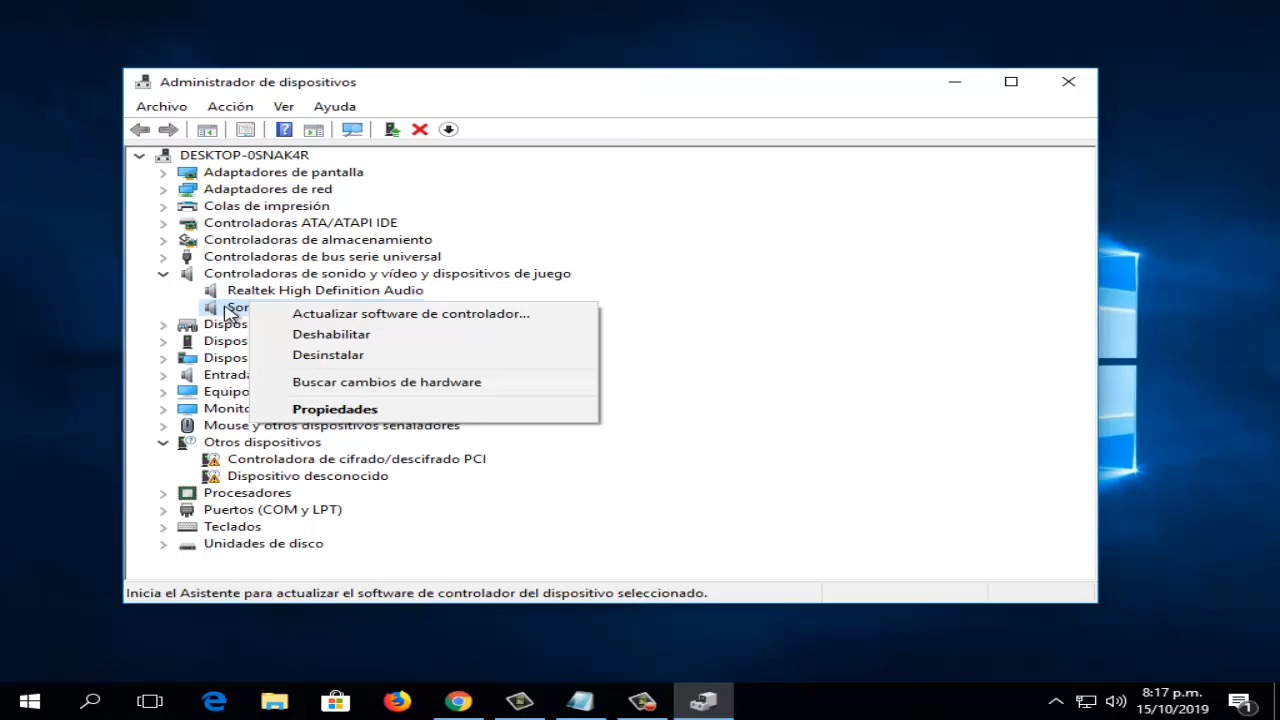 Administrador de dispositivos
Archivo Acción Ver Ayuda
DESKTOP-0SNAK4R
Adaptadores de pantalla
Adaptadores de red
Colas de impresión
Controladoras ATA/ATAPI IDE
Controladoras de almacenamiento
Controladoras de bus serie universal
Controladoras de sonido y vídeo y dispositivos de juego
Realtek High Definition Audio
Actualizar software de controlador...
Deshabilitar
Desinstalar
Buscar cambios de hardware
Propiedades
Mouse y otros dispositivos señaladores
Otros dispositivos
Controladora de cifrado/descifrado PCI
Dispositivo desconocido
Procesadores
Puertos (COM y LPT)
Teclados
Unidades de disco
Inicia el Asistente para actualizar el software de controlador del dispositivo seleccionado.
8:17 p.m.
15/10/2019
1